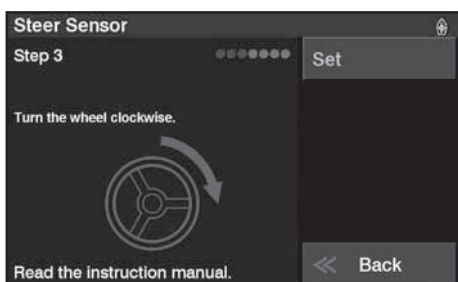 Steer Sensor
Step 3
Set
Turn the wheel clockwise.
Read the instruction manual.
Back